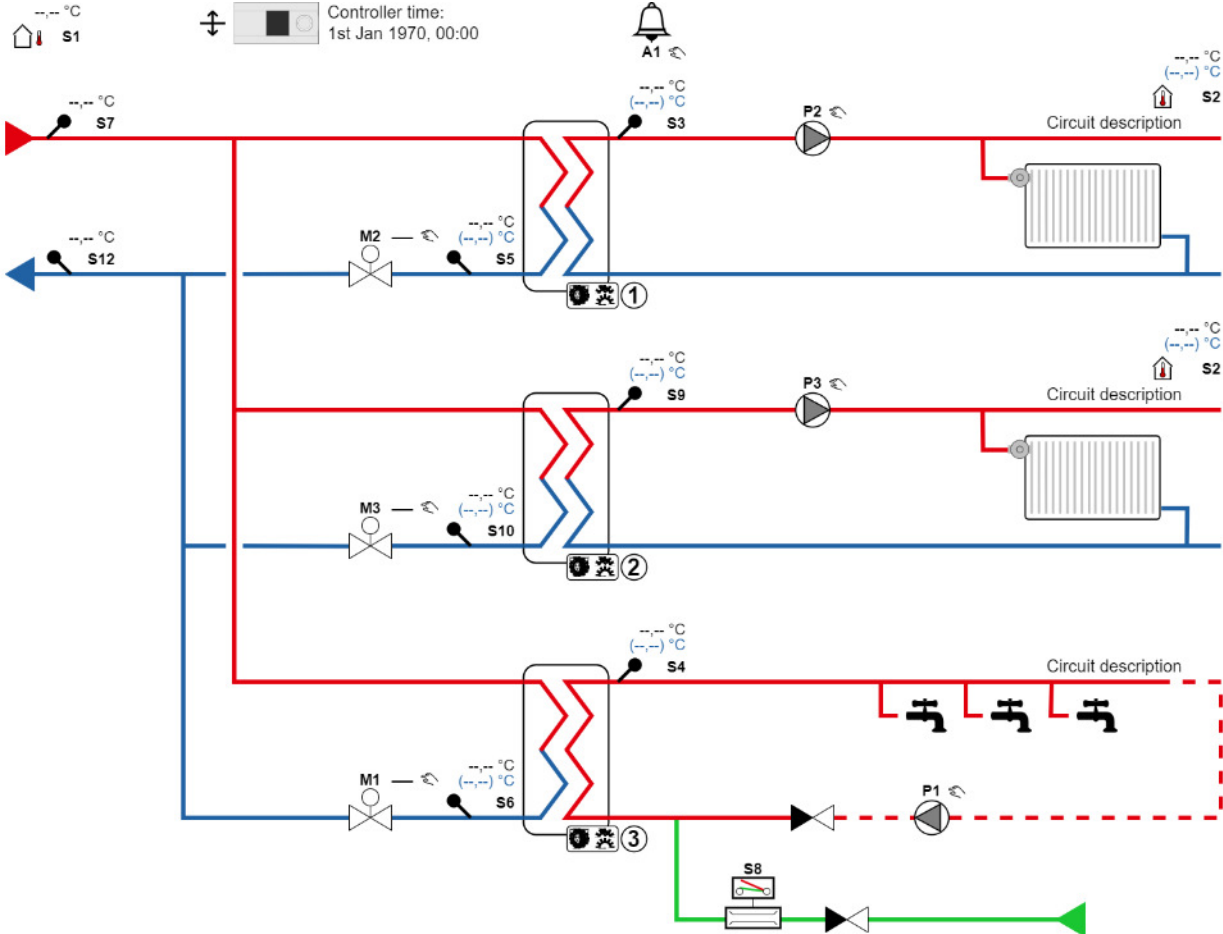 --,-- °C
S1
Controller time:
1st Jan 1970, 00:00
A1
--,-- °C
S7
--,-- °C
(--,--) °C
S3
P2
--,-- °C
(--,--) °C
S2
Circuit description
--,-- °C
S12
M2
--,-- °C
(--,--) °C
S5
1
--,-- °C
(--,--) °C
S9
P3
--,-- °C
(--,--) °C
S2
Circuit description
M3
--,-- °C
(--,--) °C
S10
2
--,-- °C
(--,--) °C
S4
Circuit description
M1
--,-- °C
(--,--) °C
S6
P1
3
S8